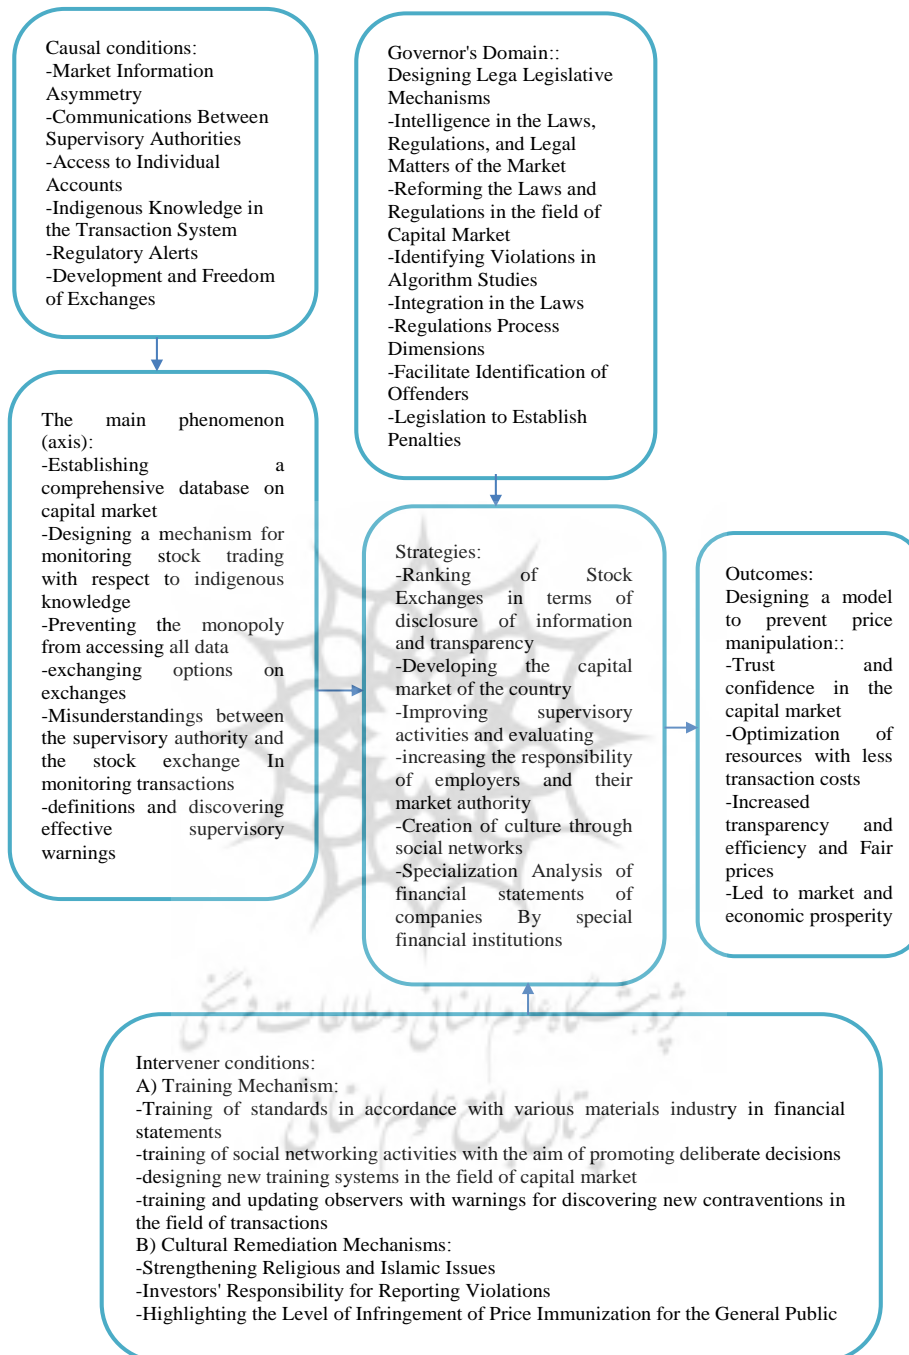 Causal conditions:
-Market Information
Asymmetry
-Communications Between
Supervisory Authorities
-Access to Individual
Accounts
-Indigenous Knowledge in
the Transaction System
-Regulatory Alerts
-Development and Freedom
of Exchanges
Governor's Domain::
Designing Lega Legislative
Mechanisms
-Intelligence in the Laws,
Regulations, and Legal
Matters of the Market
-Reforming the Laws and
Regulations in the field of
Capital Market
-Identifying Violations in
Algorithm Studies
-Integration in the Laws
-Regulations Process
Dimensions
-Facilitate Identification of
Offenders
-Legislation to Establish
Penalties
The main phenomenon
(axis):
-Establishing a
comprehensive database on
capital market
-Designing a mechanism for
monitoring stock trading
with respect to indigenous
knowledge
-Preventing the monopoly
from accessing all data
-exchanging options on
exchanges
-Misunderstandings between
the supervisory authority and
the stock exchange In
monitoring transactions
-definitions and discovering
effective supervisory
warnings
Strategies:
-Ranking of Stock
Exchanges in terms of
disclosure of information
and transparency
-Developing the capital
market of the country
-Improving supervisory
activities and evaluating
-increasing the responsibility
of employers and their
market authority
-Creation of culture through
social networks
-Specialization Analysis of
financial statements of
companies By special
financial institutions
Outcomes:
Designing a model
to prevent price
manipulation::
-Trust and
confidence in the
capital market
-Optimization of
resources with less
transaction costs
-Increased
transparency and
efficiency and Fair
prices
-Led to market and
economic prosperity
پژوهشگاه علوم انسانی و مطالعات فرهنگی
پرتال جامع علوم انسانی
Intervener conditions:
A) Training Mechanism:
-Training of standards in accordance with various materials industry in financial
statements
-training of social networking activities with the aim of promoting deliberate decisions
-designing new training systems in the field of capital market
-training and updating observers with warnings for discovering new contraventions in
the field of transactions
B) Cultural Remediation Mechanisms:
-Strengthening Religious and Islamic Issues
-Investors' Responsibility for Reporting Violations
-Highlighting the Level of Infringement of Price Immunization for the General Public